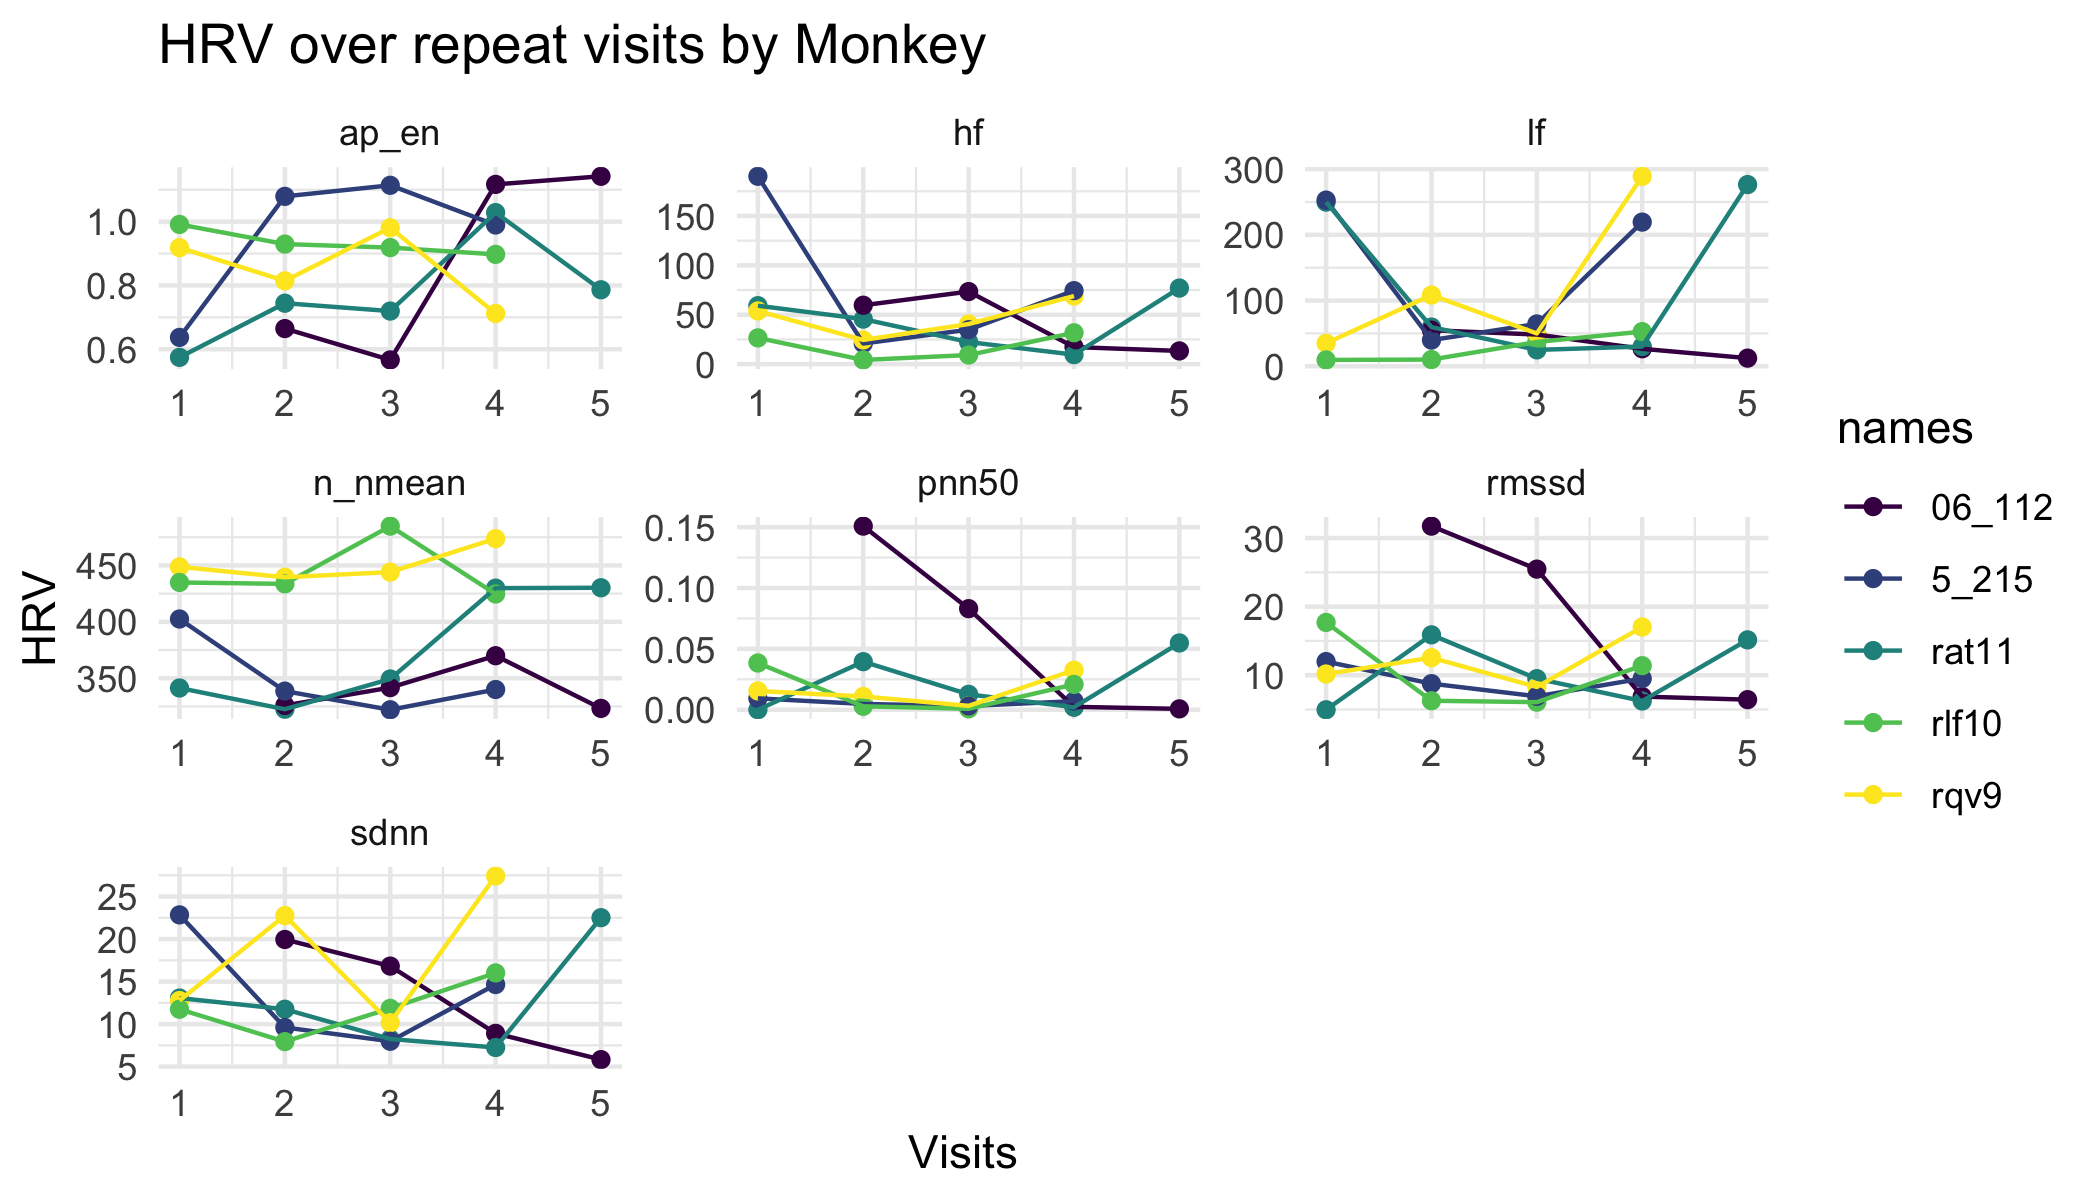 HRV over repeat visits by Monkey
ap_en
hf
lf
1.0
0.8
0.6
150
100
50
0
300
200
100
0
1 2 3 4 5
1 2 3 4 5
1 2 3 4 5
n_nmean
pnn50
rmssd
450
400
350
0.15
0.10
0.05
0.00
30
20
10
1 2 3 4 5
1 2 3 4 5
1 2 3 4 5
sdnn
25
20
15
10
5
1 2 3 4 5
HRV
Visits
names
06_112
5_215
rat11
rlf10
rqv9